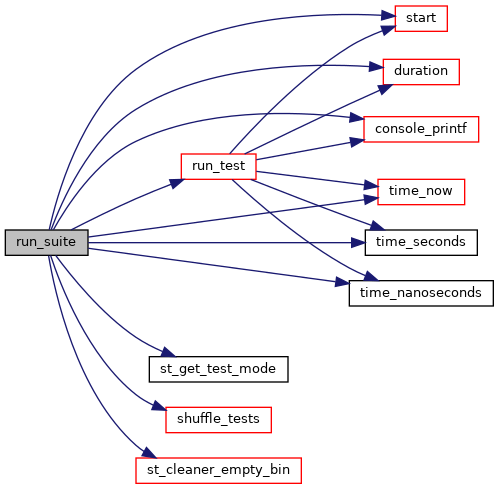 start
duration
console_printf
run_test
time_now
run_suite
time_seconds
time_nanoseconds
st_get_test_mode
shuffle_tests
st_cleaner_empty_bin